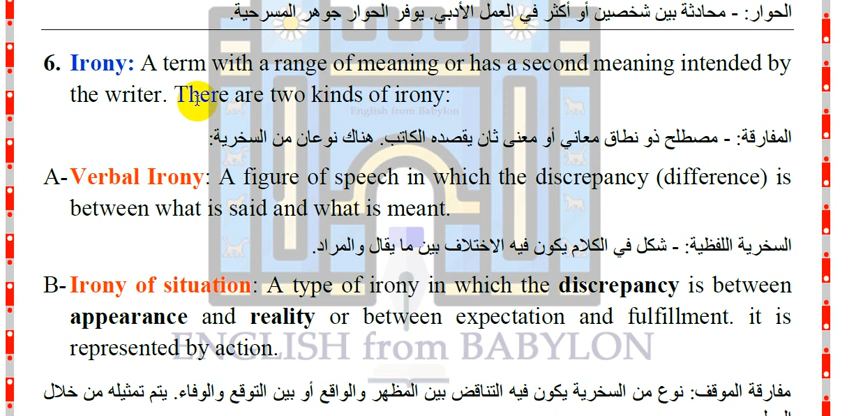 الحوار: - محادثة بين شخصين أو أكثر في العمل الأدبي. يوفر الحوار جوهر المسرحية.
6. Irony: A term with a range of meaning or has a second meaning intended by
the writer. There are two kinds of irony:
English from Babylon
المفارقة: - مصطلح ذو نطاق معاني أو معنى ثان يقصده الكاتب. هناك نوعان من السخرية:
A- Verbal Irony: A figure of speech in which the discrepancy (difference) is
between what is said and what is meant.
السخرية اللفظية: - شكل في الكلام يكون فيه الاختلاف بين ما يقال والمراد.
B- Irony of situation: A type of irony in which the discrepancy is between
appearance and reality or between expectation and fulfillment. it is
represented by action.
ENGLISH from BABYLON
مفارقة الموقف: نوع من السخرية يكون فيه التناقض بين المظهر والواقع أو بين التوقع والوفاء. يتم تمثيله من خلال